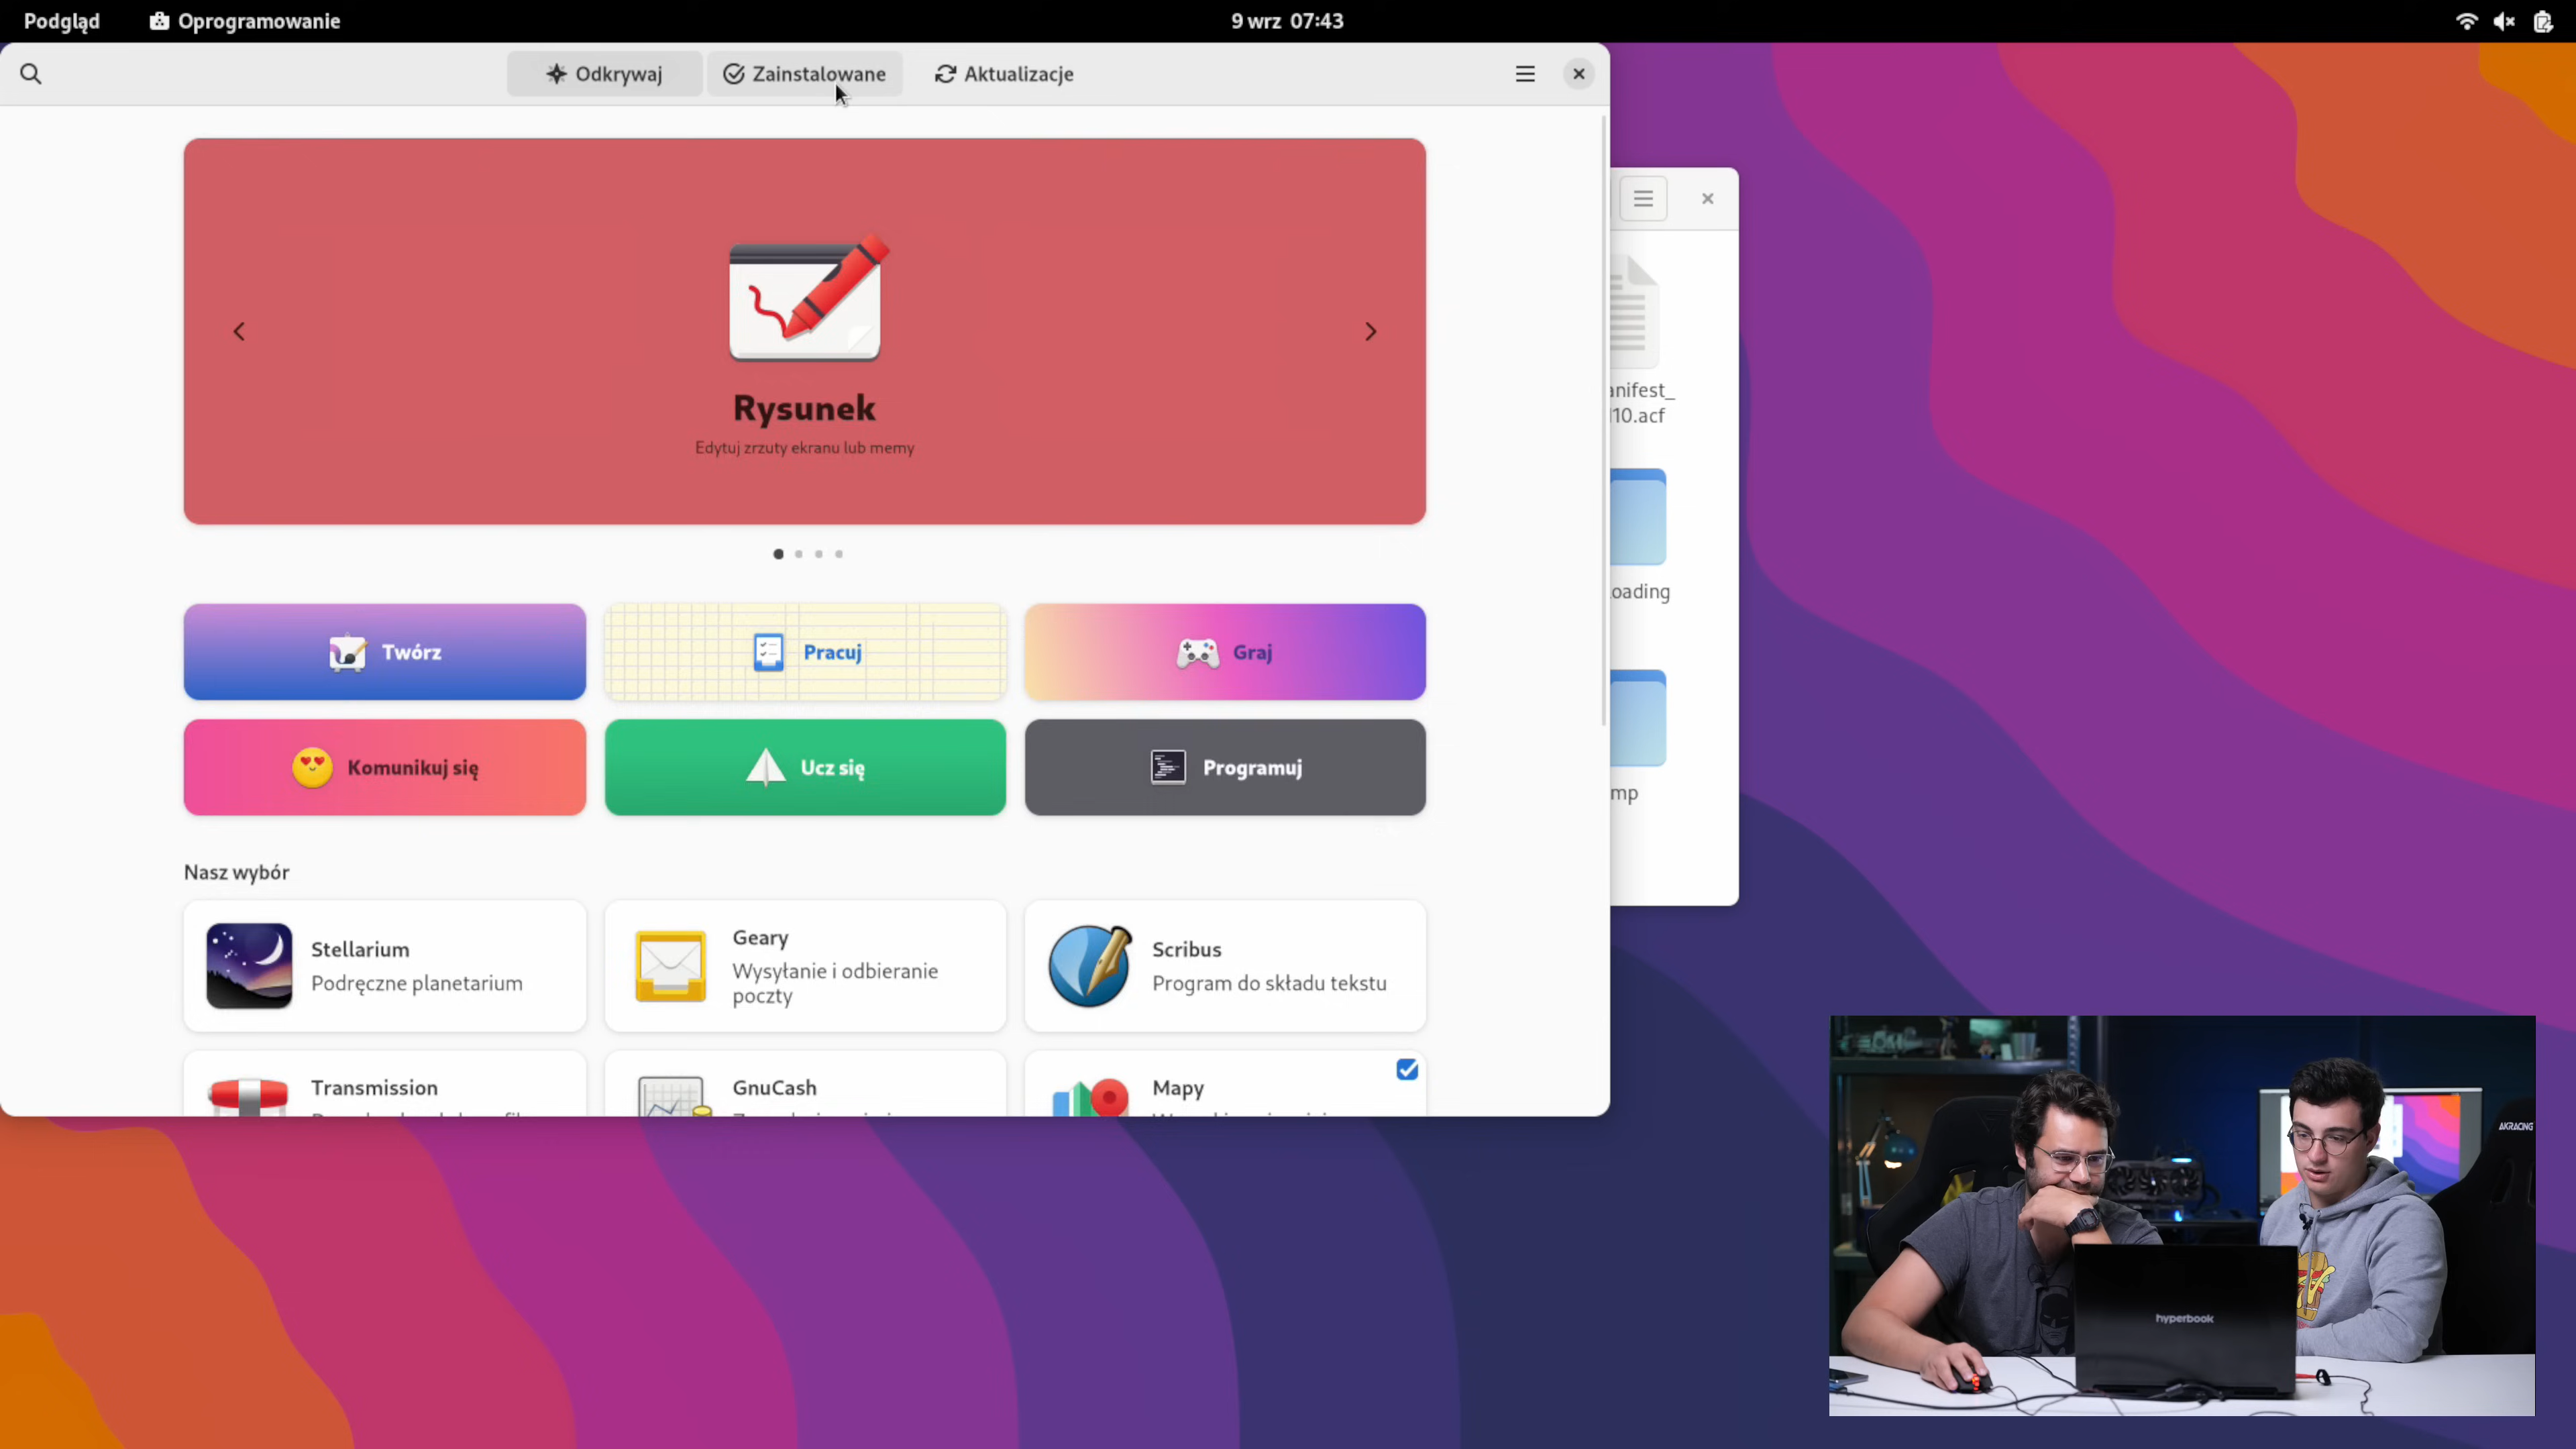 Podgląd
Oprogramowanie
9 wrz 07:43
Odkrywaj
Zainstalowane
Aktualizacje
Rysunek
Edytuj zrzuty ekranu lub memy
Twórz
Pracuj
Graj
Komunikuj się
Ucz się
Programuj
Nasz wybór
Stellarium
Podręczne planetarium
Geary
Wysyłanie i odbieranie
poczty
Scribus
Program do składu tekstu
Transmission
GnuCash
Mapy
anifest_
10.acf
oading
mp
AKRACING
hyperbook